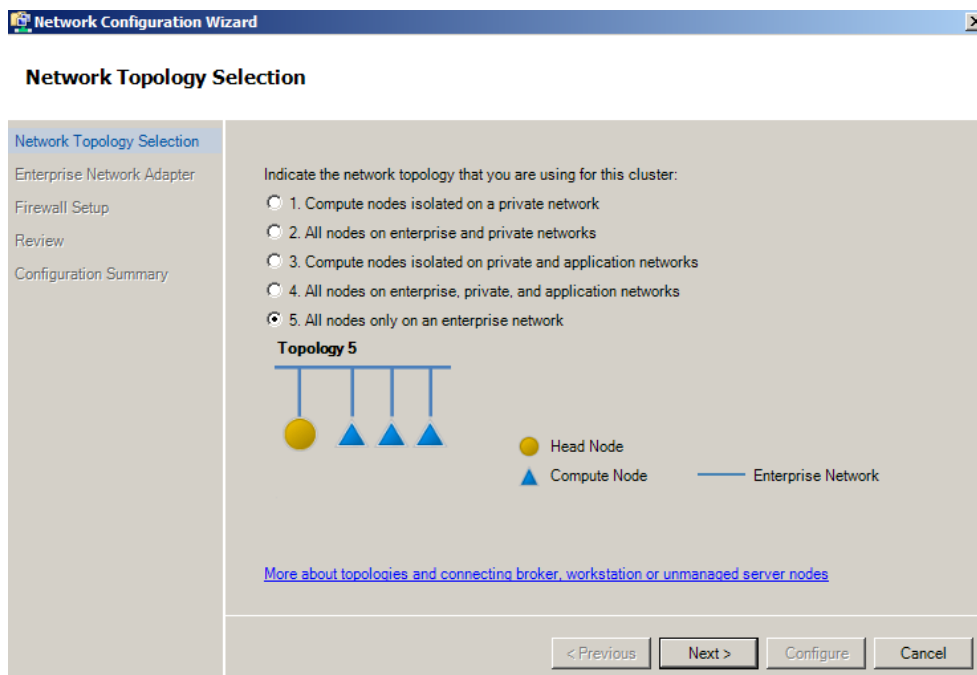 Network Configuration Wizard
Network Topology Selection
Network Topology Selection
Enterprise Network Adapter
Firewall Setup
Review
Configuration Summary
Indicate the network topology that you are using for this cluster:
1. Compute nodes isolated on a private network
2. All nodes on enterprise and private networks
3. Compute nodes isolated on private and application networks
4. All nodes on enterprise, private, and application networks
5. All nodes only on an enterprise network
Topology 5
Head Node
Compute Node Enterprise Network
More about topologies and connecting broker, workstation or unmanaged server nodes
< Previous Next > Configure Cancel